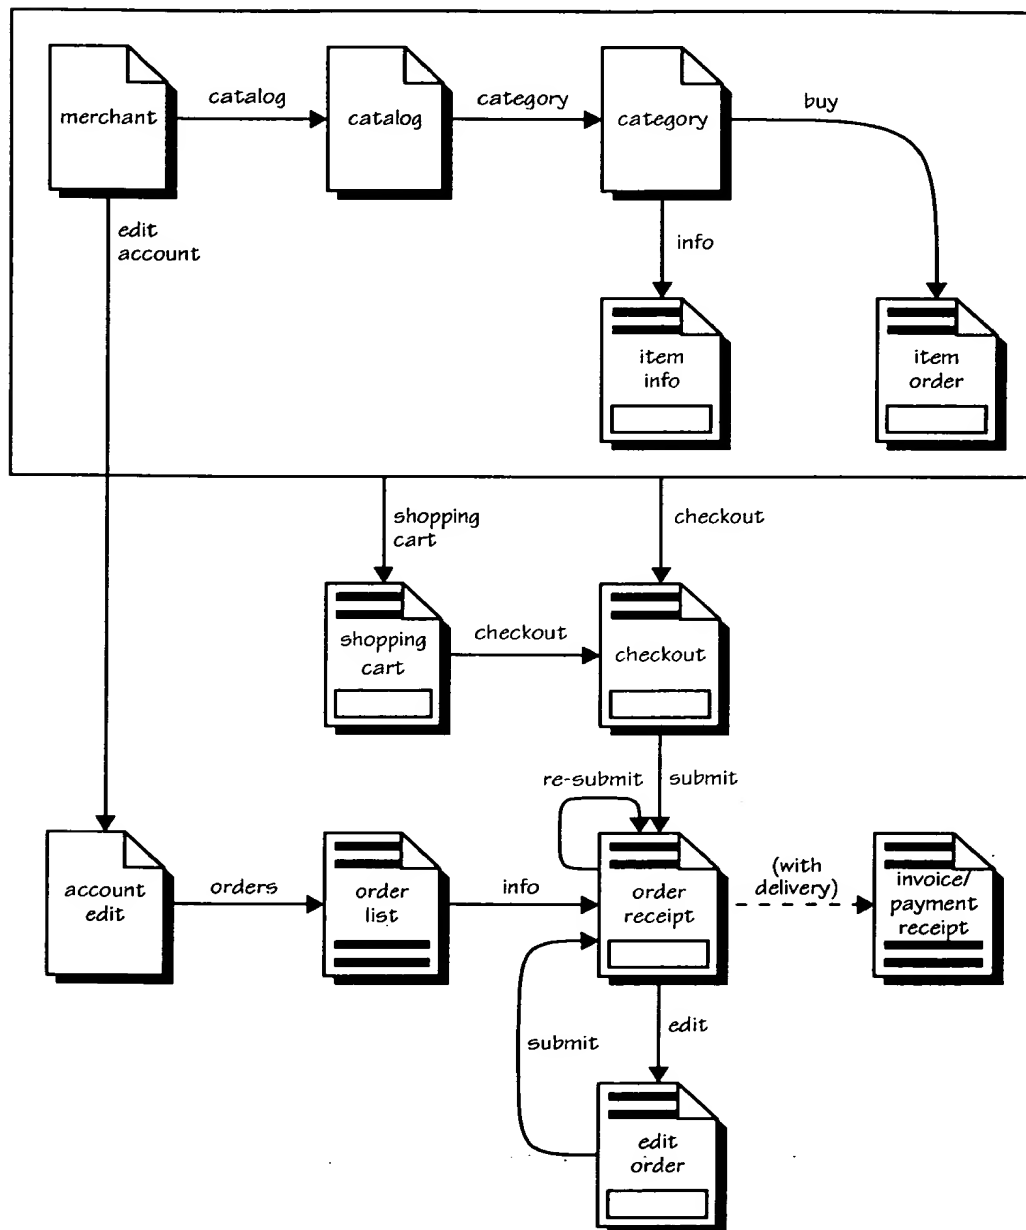 merchant
catalog
catalog
category
category
buy
edit
account
info
item
info
item
order
shopping
cart
checkout
shopping
cart
checkout
checkout
re-submit
submit
account
edit
orders
order
list
info
order
receipt
(with
delivery)
invoice/
payment
receipt
submit
edit
edit
order